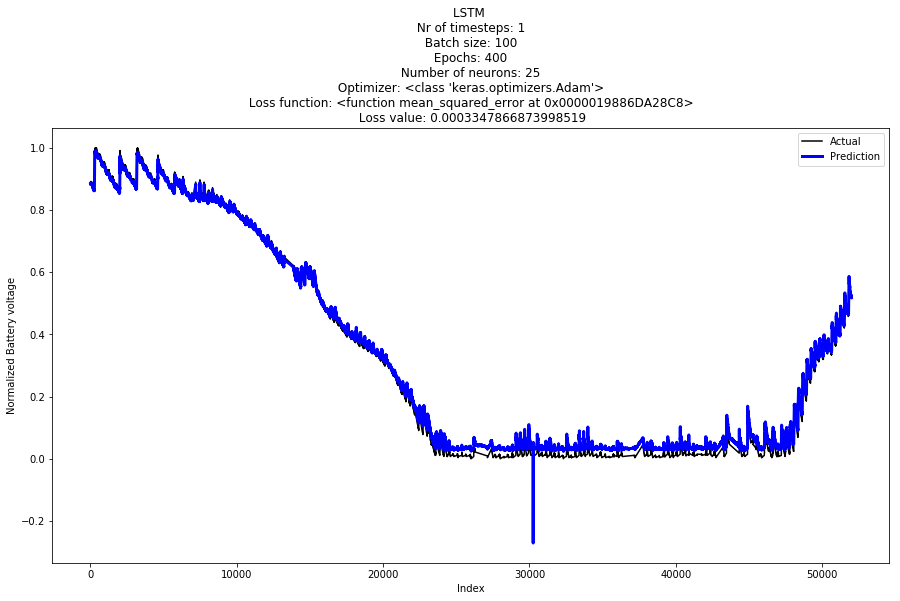 LSTM
Nr of timesteps: 1
Batch size: 100
Epochs: 400
Number of neurons: 25
Optimizer: <class 'keras.optimizers.Adam'>
Loss function: <function mean_squared_error at 0x0000019886DA28C8>
Loss value: 0.0003347866873998519
Actual
Prediction
1.0
0.8
0.6
0.4
0.2
0.0
−0.2
Normalized Battery voltage
0 10000 20000 30000 40000 50000
Index